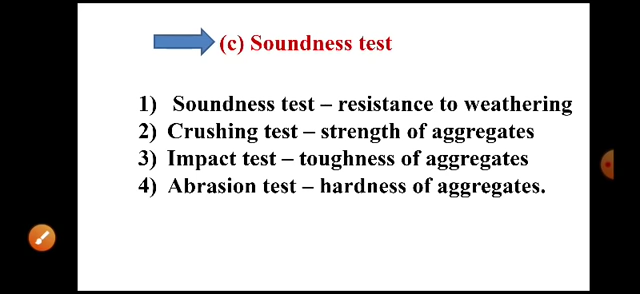 (c) Soundness test
1) Soundness test – resistance to weathering
2) Crushing test – strength of aggregates
3) Impact test – toughness of aggregates
4) Abrasion test – hardness of aggregates.